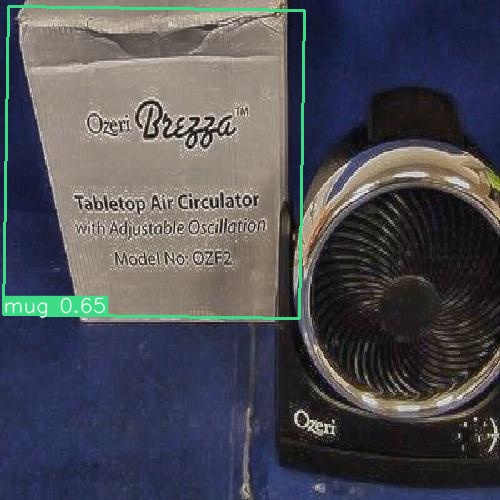 Ozeri Brezza™
Tabletop Air Circulator
with Adjustable Oscillation
Model No: OZF2
mug 0.65
Ozeri